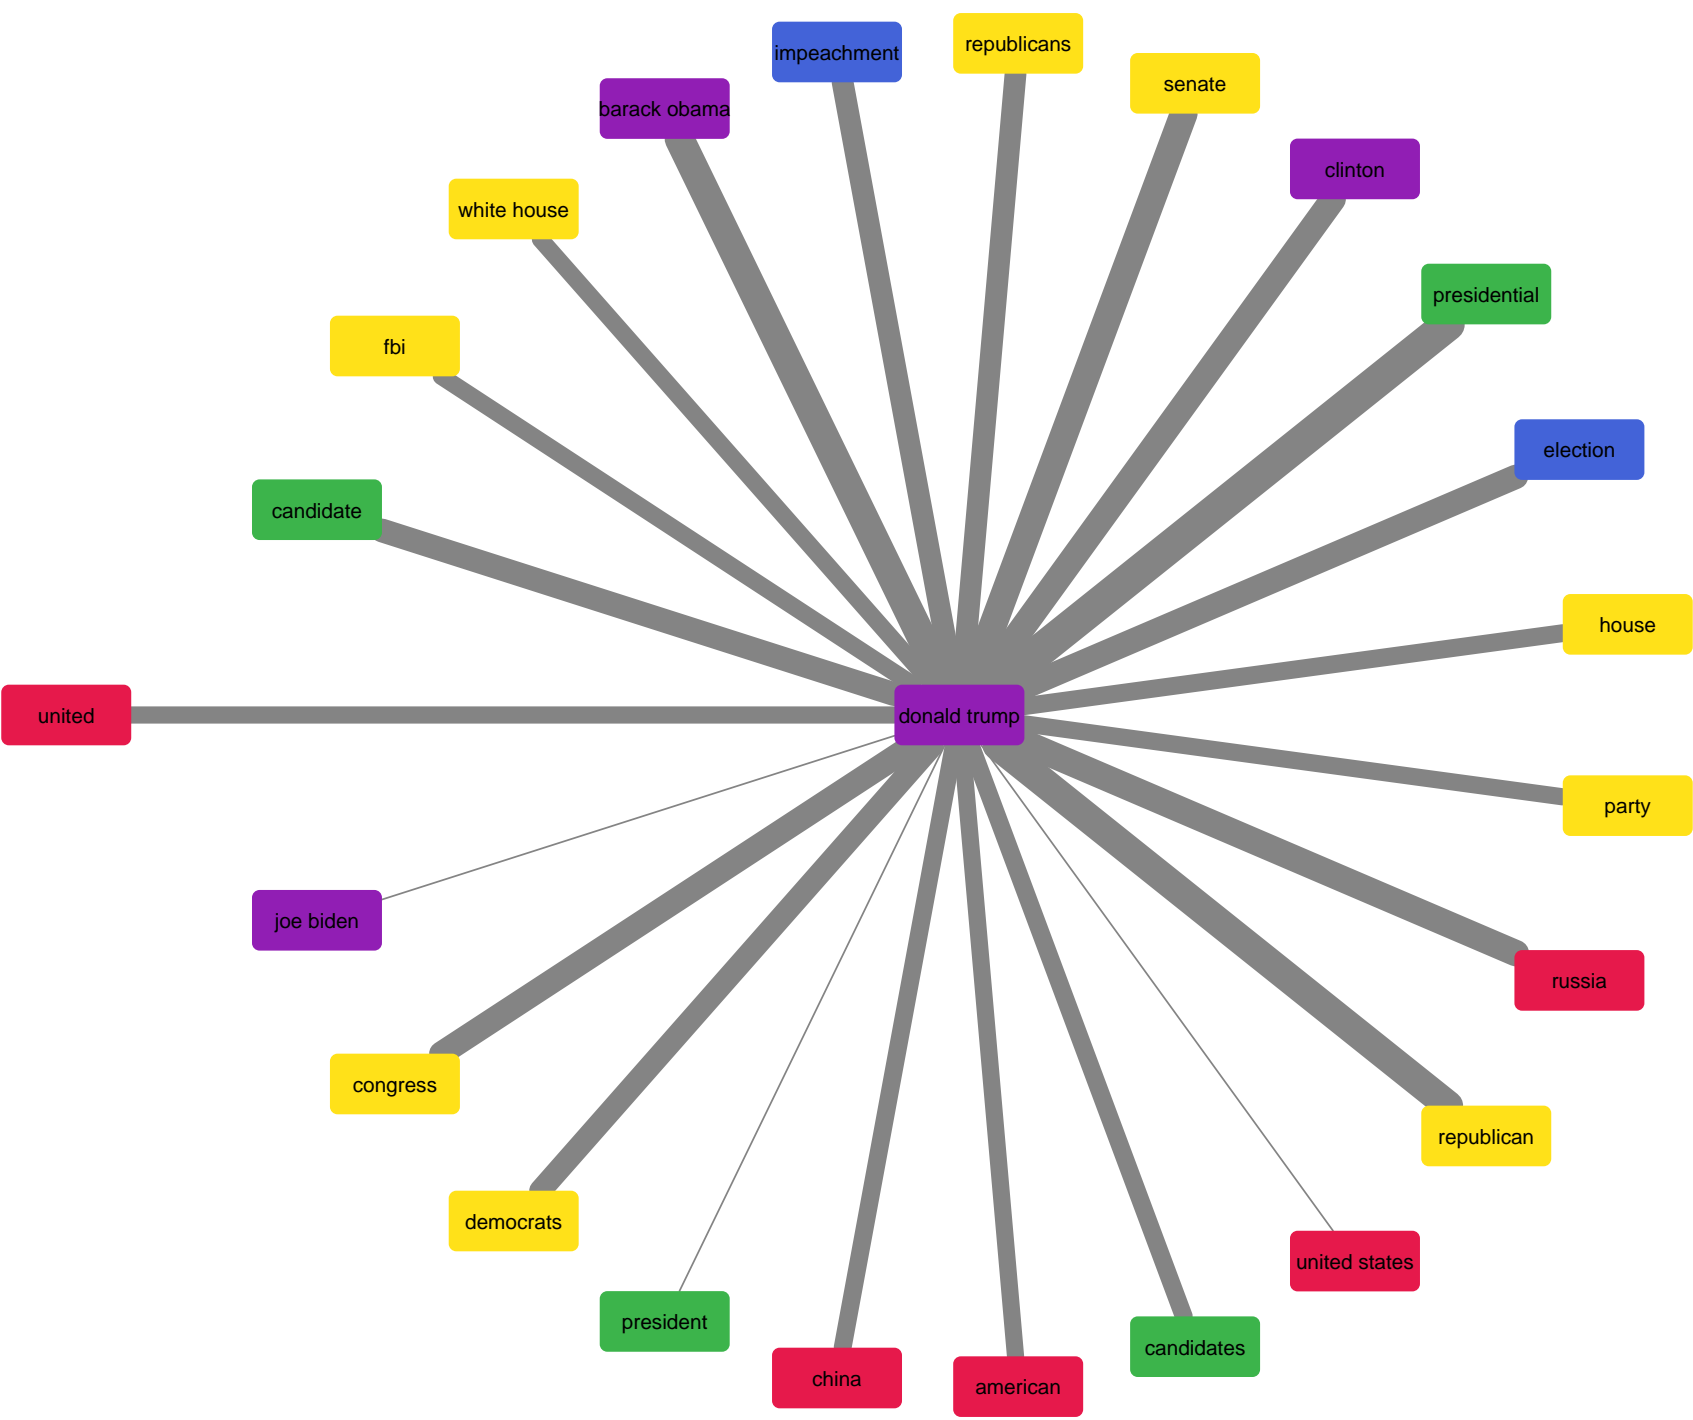 republicans
impeachment
senate
barack obama
clinton
white house
presidential
fbi
election
candidate
house
united
donald trump
party
joe biden
russia
congress
republican
democrats
united states
president
candidates
china
american